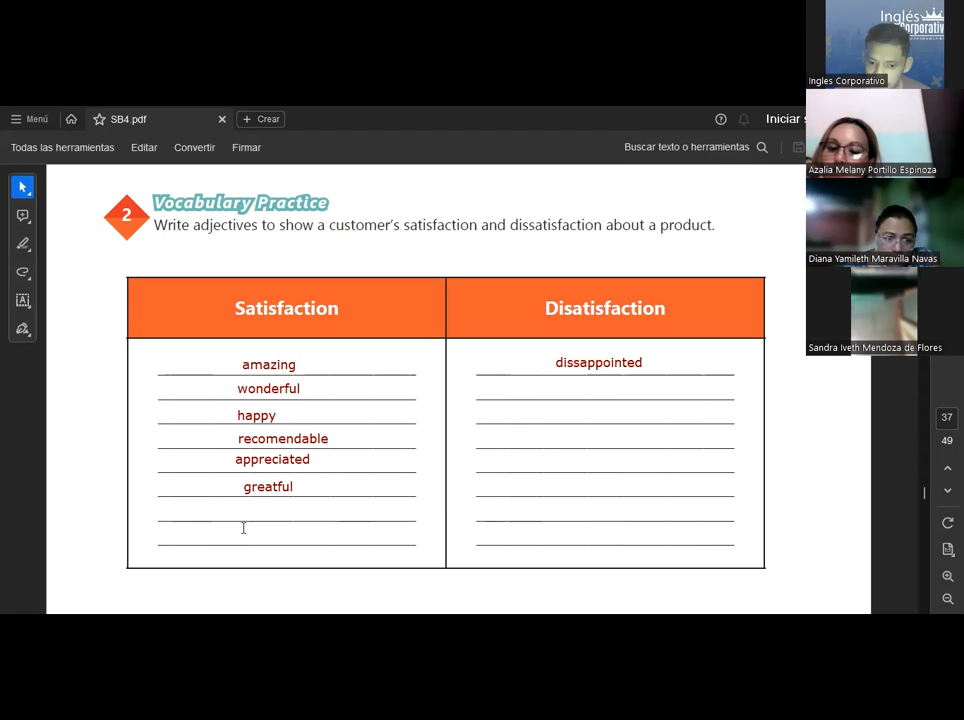 Inglés
Corporativo
Ingles Corporativo
Menú
SB4.pdf
Crear
Iniciar s
Todas las herramientas
Editar
Convertir
Firmar
Buscar texto o herramientas
Azalia Melany Portillo Espinoza
2
Vocabulary Practice
Write adjectives to show a customer's satisfaction and dissatisfaction about a product.
Diana Yamileth Maravilla Navas
Satisfaction
Disatisfaction
Sandra Iveth Mendoza de Flores
amazing
dissappointed
wonderful
happy
recomendable
appreciated
greatful
37
49